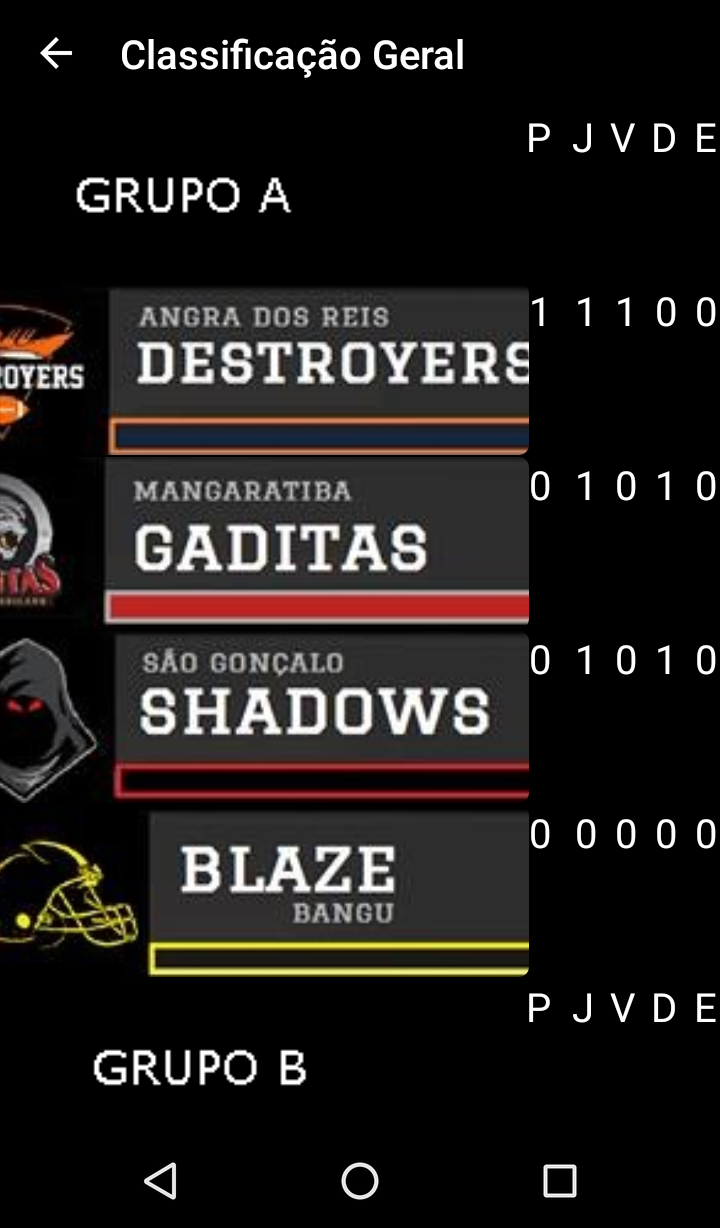 Classificação Geral
P J V D E
GRUPO A
ANGRA DOS REIS
DESTROYERS
1 1 1 0 0
MANGARATIBA
GADITAS
0 1 0 1 0
SÃO GONÇALO
SHADOWS
0 1 0 1 0
BLAZE
BANGU
0 0 0 0 0
P J V D E
GRUPO B